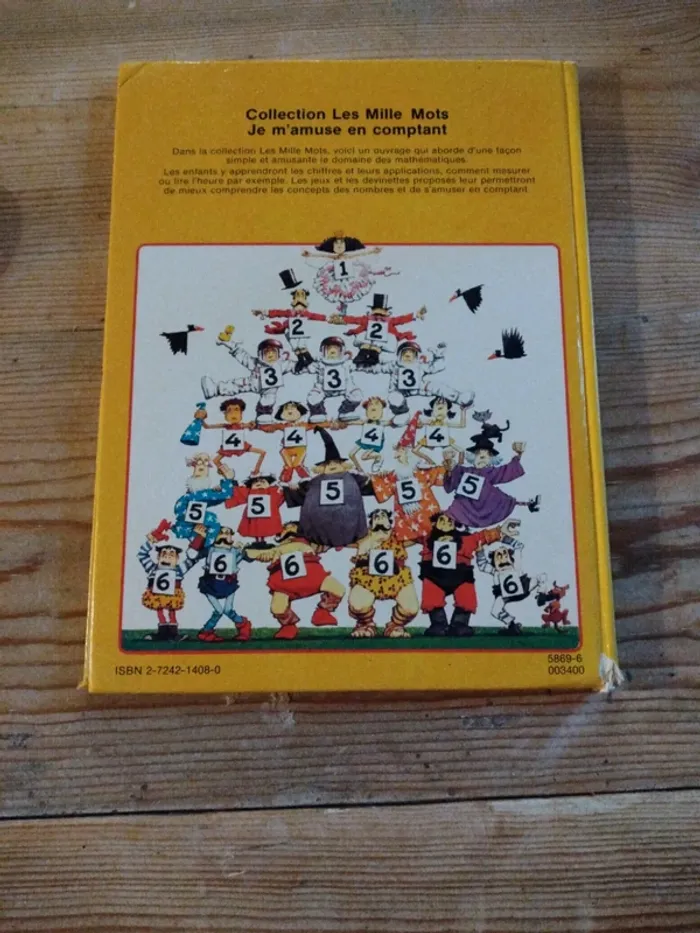 Collection Les Mille Mots
Je m'amuse en comptant
Dans la collection Les Mille Mots, voici un ouvrage qui aborde d'une façon
simple et amusante le domaine des mathématiques.
Les enfants y apprendront les chiffres et leurs applications, comment mesurer
ou lire l'heure par exemple. Les jeux et les devinettes proposés leur permettront
de mieux comprendre les concepts des nombres et de s'amuser en comptant.
1
2 2
3 3 3
4 4 4 4
5 5 5 5 5
6 6 6 6 6 6
ISBN 2-7242-1408-0
5869-6
003400